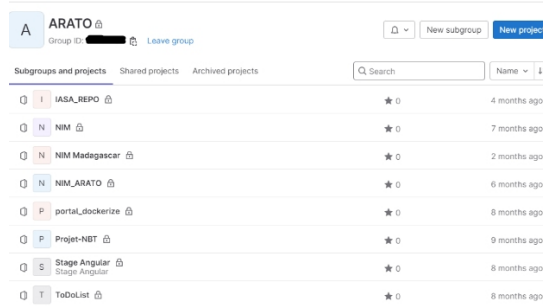 A
ARATO
Group ID:
Leave group
New subgroup
New project
Subgroups and projects
Shared projects
Archived projects
Search
Name
I
IASA_REPO
0
4 months ago
N
NIM
0
7 months ago
N
NIM Madagascar
0
2 months ago
N
NIM_ARATO
0
6 months ago
P
portal_dockerize
0
8 months ago
P
Projet-NBT
0
9 months ago
S
Stage Angular
Stage Angular
0
8 months ago
T
ToDoList
0
8 months ago